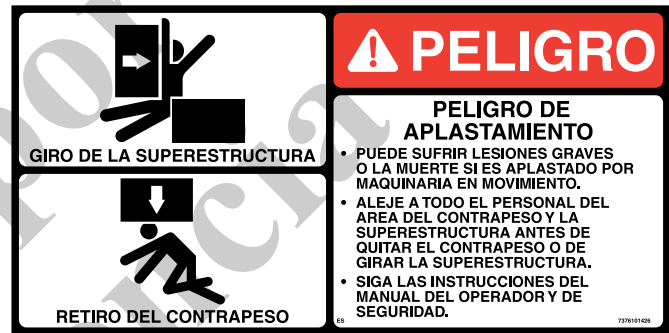 GIRO DE LA SUPERESTRUCTURA
RETIRO DEL CONTRAPESO
PELIGRO
PELIGRO DE
APLASTAMIENTO
• PUEDE SUFRIR LESIONES GRAVES
O LA MUERTE SI ES APLASTADO POR
MAQUINARIA EN MOVIMIENTO.
• ALEJE A TODO EL PERSONAL DEL
AREA DEL CONTRAPESO Y LA
SUPERESTRUCTURA ANTES DE
QUITAR EL CONTRAPESO O DE
GIRAR LA SUPERESTRUCTURA.
• SIGA LAS INSTRUCCIONES DEL
MANUAL DEL OPERADOR Y DE
SEGURIDAD.
ES
7376101426